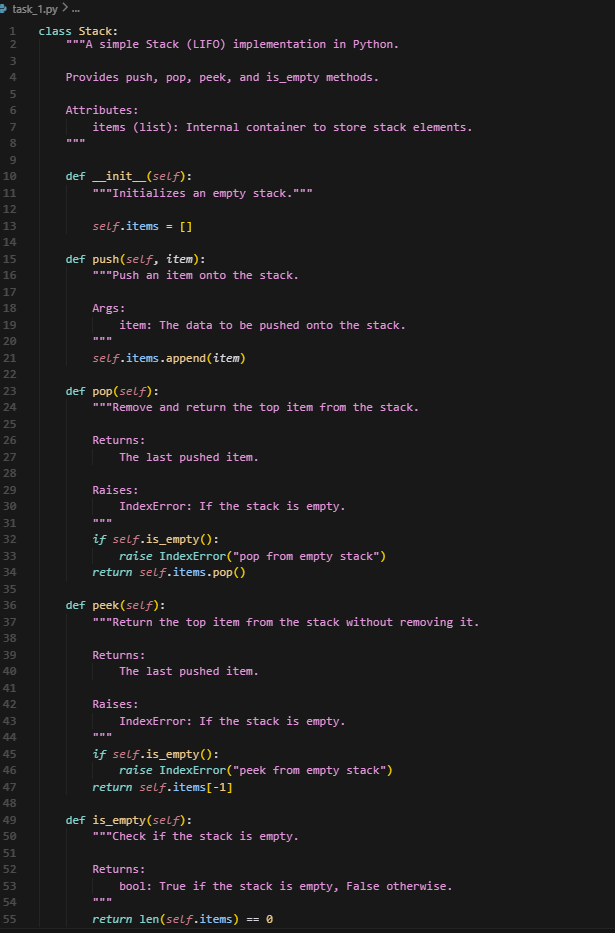 task_1.py > ...
1 class Stack:
2     """A simple Stack (LIFO) implementation in Python.
3
4     Provides push, pop, peek, and is_empty methods.
5
6     Attributes:
7         items (list): Internal container to store stack elements.
8     """
9
10     def __init__(self):
11         """Initializes an empty stack."""
12
13         self.items = []
14
15     def push(self, item):
16         """Push an item onto the stack.
17
18         Args:
19             item: The data to be pushed onto the stack.
20         """
21         self.items.append(item)
22
23     def pop(self):
24         """Remove and return the top item from the stack.
25
26         Returns:
27             The last pushed item.
28
29         Raises:
30             IndexError: If the stack is empty.
31         """
32         if self.is_empty():
33             raise IndexError("pop from empty stack")
34         return self.items.pop()
35
36     def peek(self):
37         """Return the top item from the stack without removing it.
38
39         Returns:
40             The last pushed item.
41
42         Raises:
43             IndexError: If the stack is empty.
44         """
45         if self.is_empty():
46             raise IndexError("peek from empty stack")
47         return self.items[-1]
48
49     def is_empty(self):
50         """Check if the stack is empty.
51
52         Returns:
53             bool: True if the stack is empty, False otherwise.
54         """
55         return len(self.items) == 0